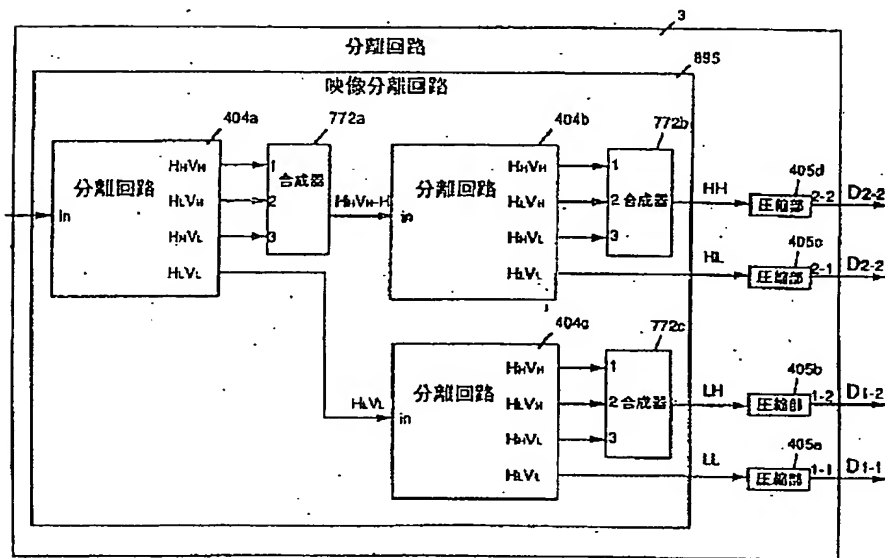 3
分離回路
895
映像分離回路
404a
772a
404b
772b
分離回路
in
HHVH
HLVH
HHVL
HLVL
1
2
3
合成器
HHVH-H
分離回路
in
HHVH
HLVH
HHVL
HLVL
1
2
3
合成器
HH
405d
圧縮部
2-2
D2-2
HL
405c
圧縮部
2-1
D2-2
404c
772c
HLVL
分離回路
in
HHVH
HLVH
HHVL
HLVL
1
2
3
合成器
LH
405b
圧縮部
1-2
D1-2
LL
405a
圧縮部
1-1
D1-1